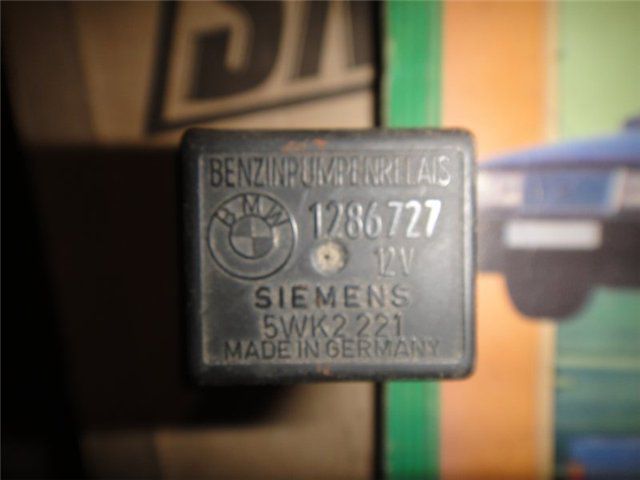 BENZINPUMPENRELAIS
BMW
1286727
12V
SIEMENS
5WK2 221
MADE IN GERMANY